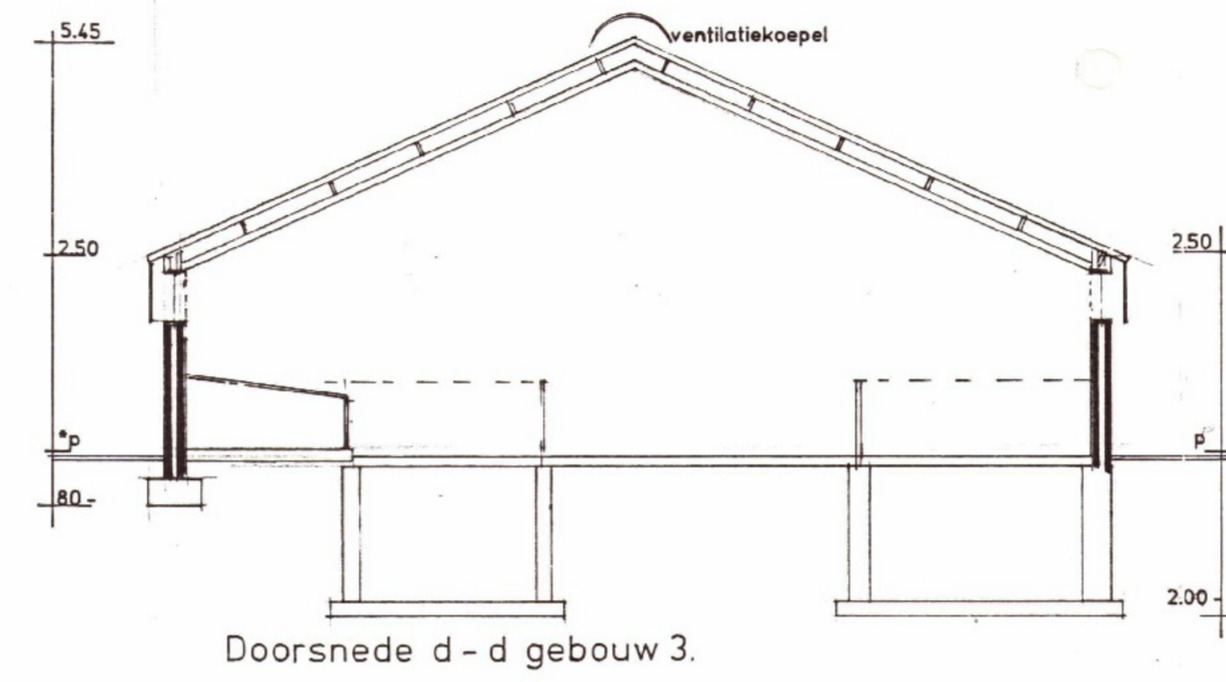 5.45
ventilatiekoepel
2.50
2.50
*p
p
80 -
2.00 -
Doorsnede d - d gebouw 3.